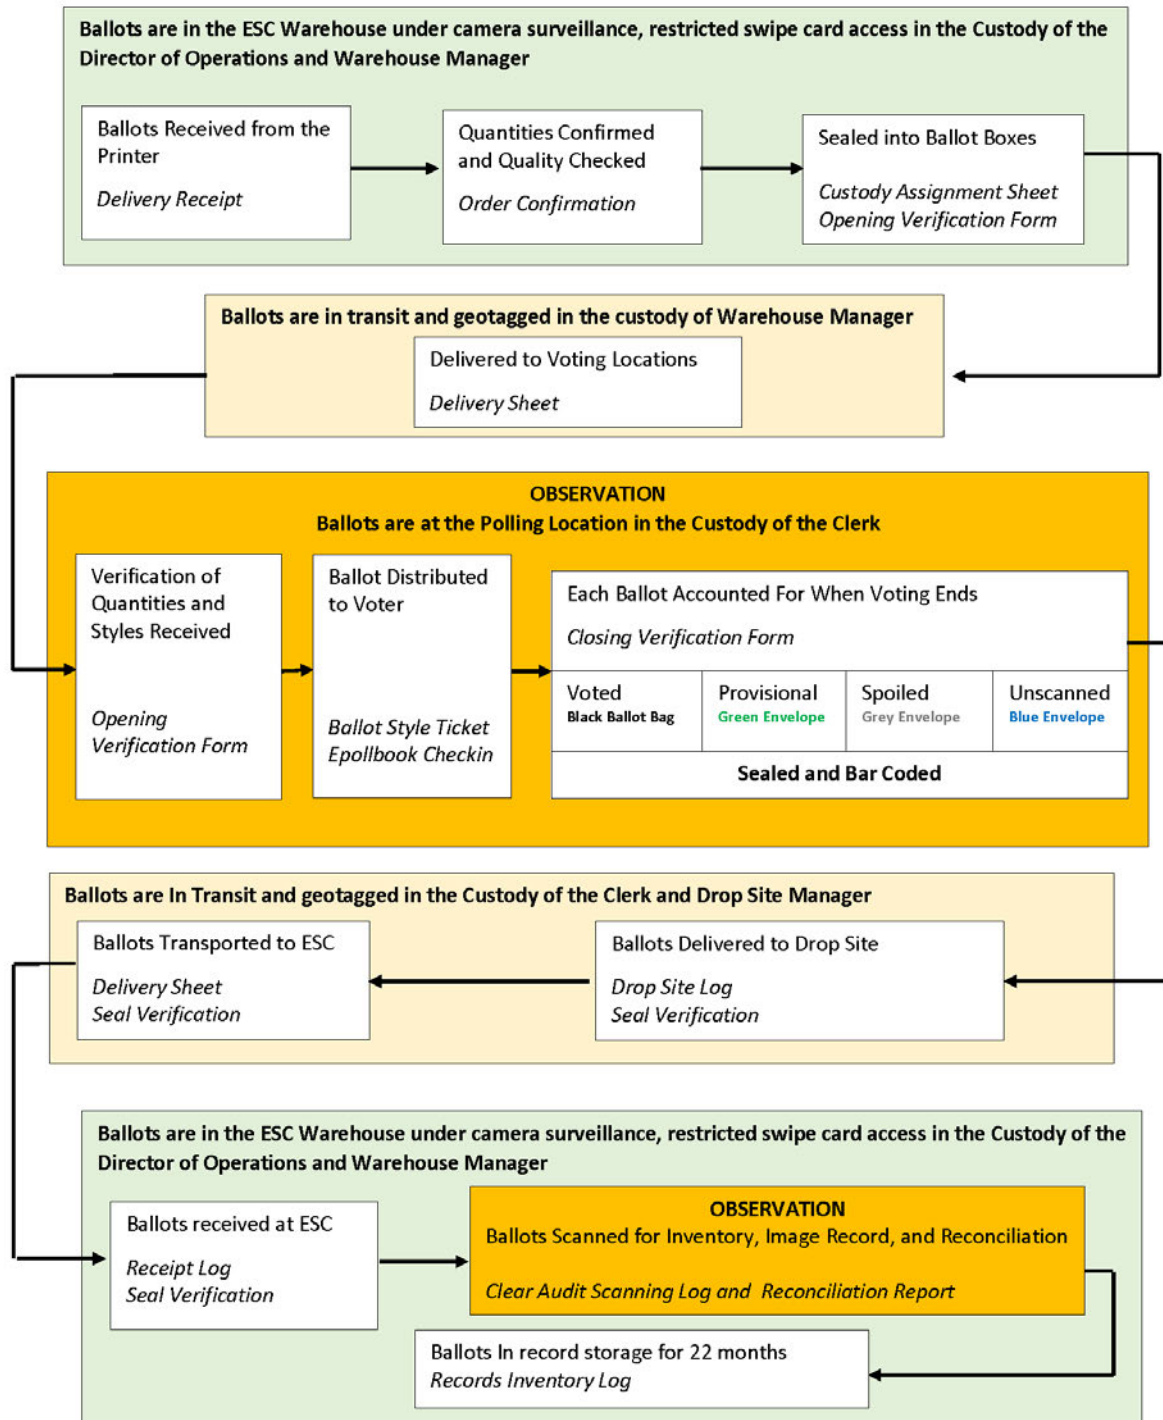 Ballots are in the ESC Warehouse under camera surveillance, restricted swipe card access in the Custody of the
Director of Operations and Warehouse Manager
Ballots Received from the
Printer
Delivery Receipt
Quantities Confirmed
and Quality Checked
Order Confirmation
Sealed into Ballot Boxes
Custody Assignment Sheet
Opening Verification Form
Ballots are in transit and geotagged in the custody of Warehouse Manager
Delivered to Voting Locations
Delivery Sheet
OBSERVATION
Ballots are at the Polling Location in the Custody of the Clerk
Verification of
Quantities and
Styles Received
Opening
Verification Form
Ballot Distributed
to Voter
Ballot Style Ticket
Epollbook Checkin
Each Ballot Accounted For When Voting Ends
Closing Verification Form
Voted
Black Ballot Bag
Provisional
Green Envelope
Spoiled
Grey Envelope
Unscanned
Blue Envelope
Sealed and Bar Coded
Ballots are In Transit and geotagged in the Custody of the Clerk and Drop Site Manager
Ballots Transported to ESC
Delivery Sheet
Seal Verification
Ballots Delivered to Drop Site
Drop Site Log
Seal Verification
Ballots are in the ESC Warehouse under camera surveillance, restricted swipe card access in the Custody of the
Director of Operations and Warehouse Manager
Ballots received at ESC
Receipt Log
Seal Verification
OBSERVATION
Ballots Scanned for Inventory, Image Record, and Reconciliation
Clear Audit Scanning Log and Reconciliation Report
Ballots In record storage for 22 months
Records Inventory Log